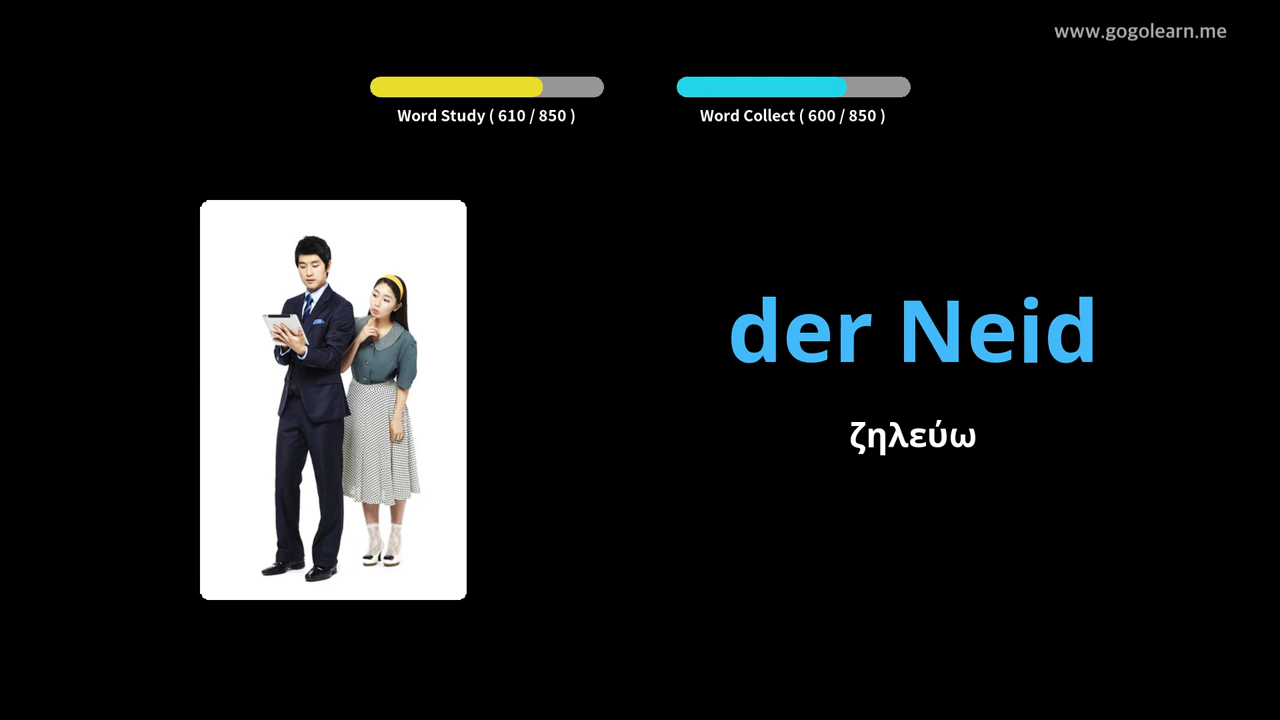 www.gogolearn.me
Word Study ( 610 / 850 )
Word Collect ( 600 / 850 )
der Neid
ζηλεύω